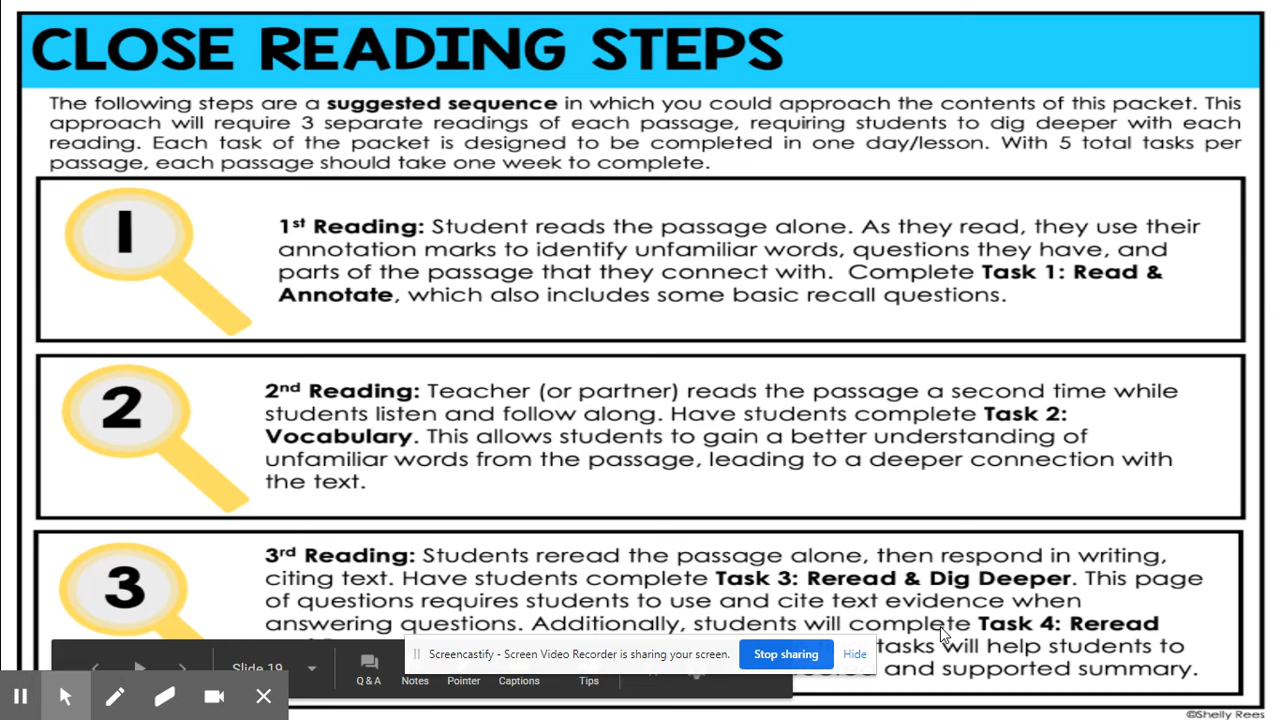 CLOSE READING STEPS
The following steps are a suggested sequence in which you could approach the contents of this packet. This
approach will require 3 separate readings of each passage, requiring students to dig deeper with each
reading. Each task of the packet is designed to be completed in one day/lesson. With 5 total tasks per
passage, each passage should take one week to complete.
1
1st Reading: Student reads the passage alone. As they read, they use their
annotation marks to identify unfamiliar words, questions they have, and
parts of the passage that they connect with. Complete Task 1: Read &
Annotate, which also includes some basic recall questions.
2
2nd Reading: Teacher (or partner) reads the passage a second time while
students listen and follow along. Have students complete Task 2:
Vocabulary. This allows students to gain a better understanding of
unfamiliar words from the passage, leading to a deeper connection with
the text.
3
3rd Reading: Students reread the passage alone, then respond in writing,
citing text. Have students complete Task 3: Reread & Dig Deeper. This page
of questions requires students to use and cite text evidence when
answering questions. Additionally, students will complete Task 4: Reread
tasks will help students to
and supported summary.
Screencastify - Screen Video Recorder is sharing your screen.
Stop sharing
Hide
Slide 19
Q & A
Notes
Pointer
Captions
Tips
©Shelly Rees